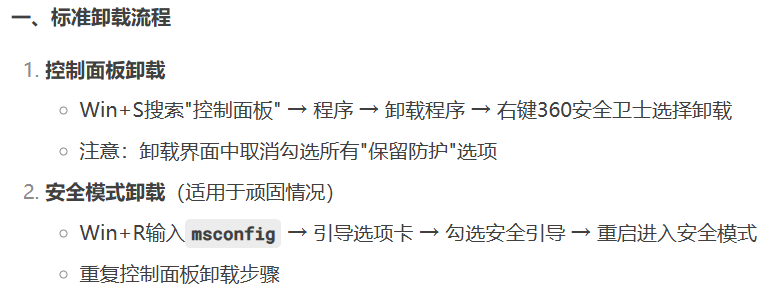 一、标准卸载流程
1. 控制面板卸载
○ Win+S搜索"控制面板" → 程序 → 卸载程序 → 右键360安全卫士选择卸载
○ 注意：卸载界面中取消勾选所有"保留防护"选项
2. 安全模式卸载（适用于顽固情况）
○ Win+R输入 msconfig → 引导选项卡 → 勾选安全引导 → 重启进入安全模式
○ 重复控制面板卸载步骤